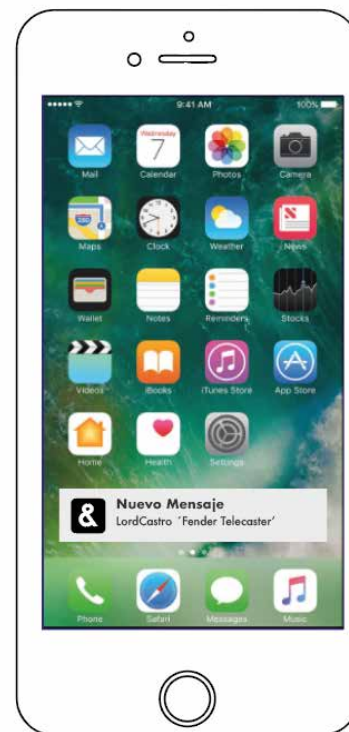 9:41 AM 100%
Wednesday
7
Mail Calendar Photos Camera
280
Maps Clock Weather News
Wallet Notes Reminders Stocks
Videos iBooks iTunes Store App Store
Home Health Settings
& Nuevo Mensaje
LordCastro ´Fender Telecaster'
Phone Safari Messages Music